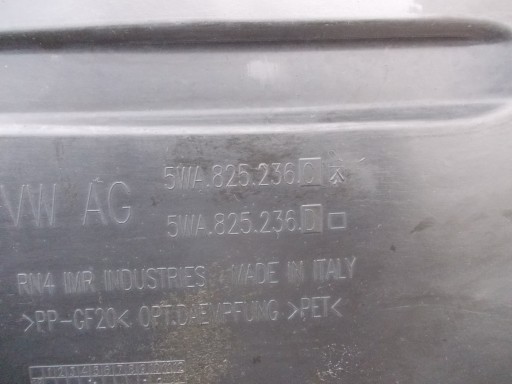 VW AG
5WA.825.236.
5WA.825.236.D
RN4 IMR INDUSTRIES MADE IN ITALY
>PP-GF20< OPT.DAEMPFUNG >PET<